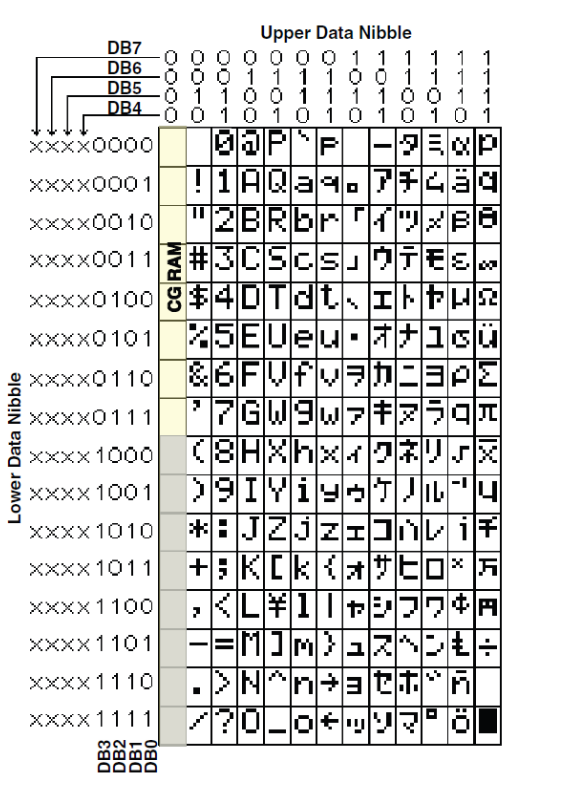 Upper Data Nibble
DB7 0 0 0 0 0 0 0 1 1 1 1 1 1
DB6 0 0 0 1 1 1 1 0 0 1 1 1 1
DB5 0 1 1 0 0 1 1 1 1 0 0 1 1
DB4 0 0 1 0 1 0 1 0 1 0 1 0 1
xxxx0000 0 @ P ` p ー タ ミ α p
xxxx0001 ! 1 A Q a q 。 ア チ ム ä q
xxxx0010 " 2 B R b r 「 イ ツ メ β θ
xxxx0011 # 3 C S c s 」 ウ テ モ ε ∞
xxxx0100 $ 4 D T d t 、 エ ト ヤ μ Ω
xxxx0101 % 5 E U e u ・ オ ナ ユ σ ü
xxxx0110 & 6 F V f v ヲ カ ニ ヨ ρ Σ
xxxx0111 ' 7 G W g w ァ キ ヌ ラ q π
xxxx1000 ( 8 H X h x ィ ク ネ リ √ x̄
xxxx1001 ) 9 I Y i y ゥ ケ ノ ル ⁻¹ y
xxxx1010 * : J Z j z ェ コ ハ レ j 千
xxxx1011 + ; K [ k { ォ サ ヒ ロ × 万
xxxx1100 , < L ¥ l | ャ シ フ ワ ¢ 円
xxxx1101 - = M ] m } ュ ス ヘ ン £ ÷
xxxx1110 . > N ^ n → ョ セ ホ ゛ ñ
xxxx1111 / ? O _ o ← ッ ソ マ ゜ ö █
CG RAM
Lower Data Nibble
DB3
DB2
DB1
DB0